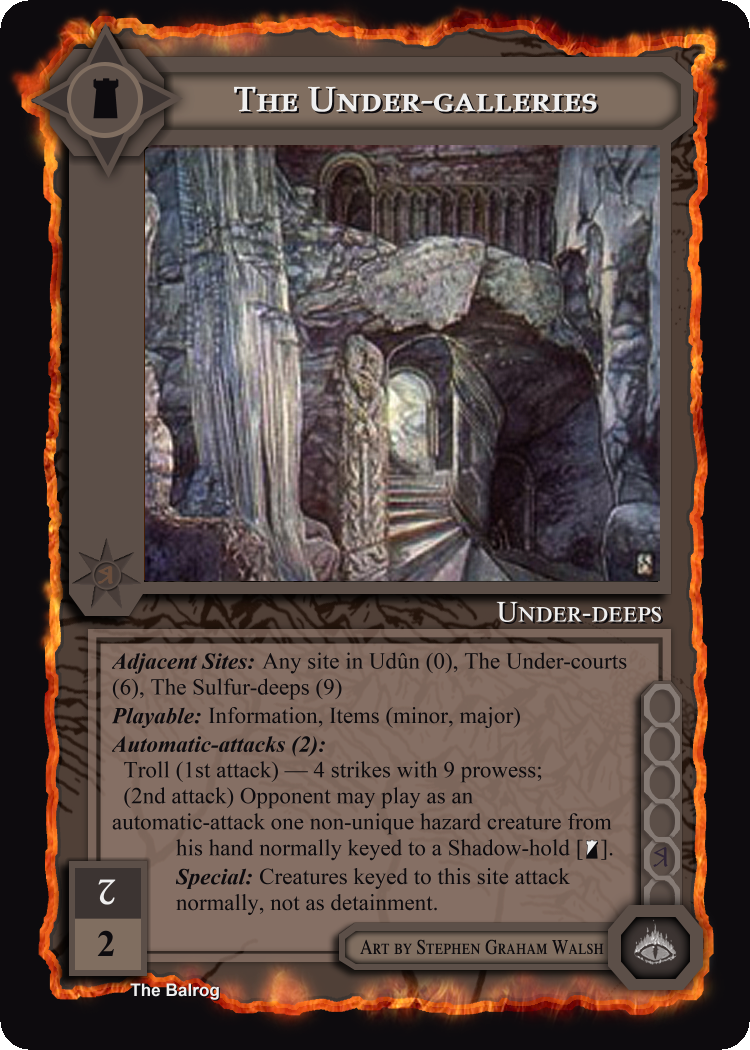 The Under-galleries
Under-deeps
Adjacent Sites: Any site in Udûn (0), The Under-courts
(6), The Sulfur-deeps (9)
Playable: Information, Items (minor, major)
Automatic-attacks (2):
Troll (1st attack) — 4 strikes with 9 prowess;
(2nd attack) Opponent may play as an
automatic-attack one non-unique hazard creature from
his hand normally keyed to a Shadow-hold [].
Special: Creatures keyed to this site attack
normally, not as detainment.
2
2
Art by Stephen Graham Walsh
The Balrog